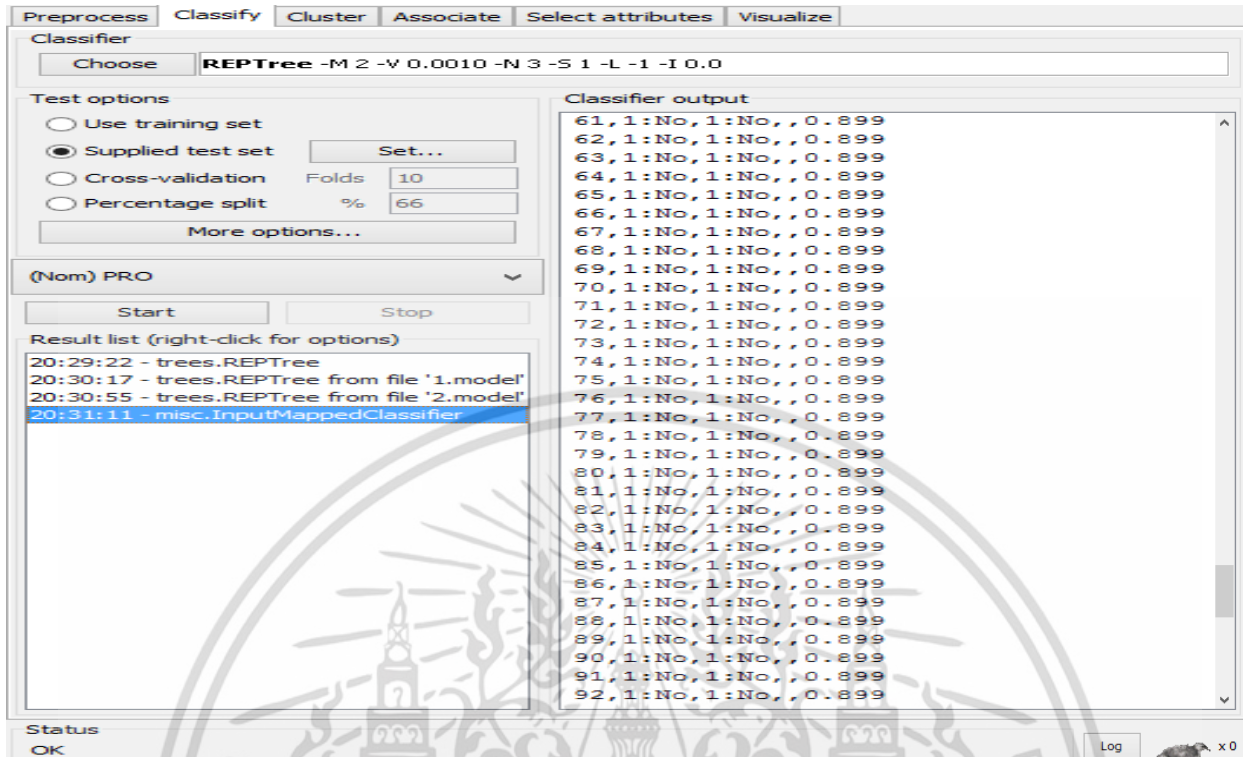 Preprocess Classify Cluster Associate Select attributes Visualize
Classifier
Choose REPTree -M 2 -V 0.0010 -N 3 -S 1 -L -1 -I 0.0
Test options
Use training set
Supplied test set Set...
Cross-validation Folds 10
Percentage split % 66
More options...
(Nom) PRO
Start Stop
Result list (right-click for options)
20:29:22 - trees.REPTree
20:30:17 - trees.REPTree from file '1.model'
20:30:55 - trees.REPTree from file '2.model'
20:31:11 - misc.InputMappedClassifier
Classifier output
61,1:No,1:No,,0.899
62,1:No,1:No,,0.899
63,1:No,1:No,,0.899
64,1:No,1:No,,0.899
65,1:No,1:No,,0.899
66,1:No,1:No,,0.899
67,1:No,1:No,,0.899
68,1:No,1:No,,0.899
69,1:No,1:No,,0.899
70,1:No,1:No,,0.899
71,1:No,1:No,,0.899
72,1:No,1:No,,0.899
73,1:No,1:No,,0.899
74,1:No,1:No,,0.899
75,1:No,1:No,,0.899
76,1:No,1:No,,0.899
77,1:No,1:No,,0.899
78,1:No,1:No,,0.899
79,1:No,1:No,,0.899
80,1:No,1:No,,0.899
81,1:No,1:No,,0.899
82,1:No,1:No,,0.899
83,1:No,1:No,,0.899
84,1:No,1:No,,0.899
85,1:No,1:No,,0.899
86,1:No,1:No,,0.899
87,1:No,1:No,,0.899
88,1:No,1:No,,0.899
89,1:No,1:No,,0.899
90,1:No,1:No,,0.899
91,1:No,1:No,,0.899
92,1:No,1:No,,0.899
Status
OK
Log x 0